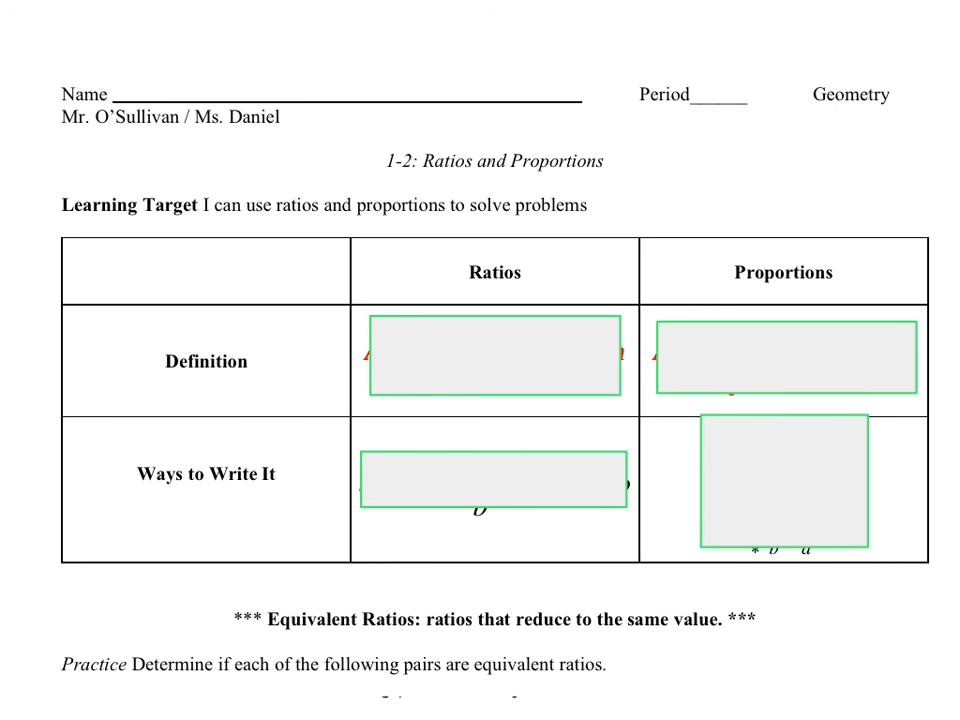 Name ____________________ Period______ Geometry
Mr. O’Sullivan / Ms. Daniel
1-2: Ratios and Proportions
Learning Target I can use ratios and proportions to solve problems
Ratios Proportions
Definition
Ways to Write It
*** Equivalent Ratios: ratios that reduce to the same value. ***
Practice Determine if each of the following pairs are equivalent ratios.